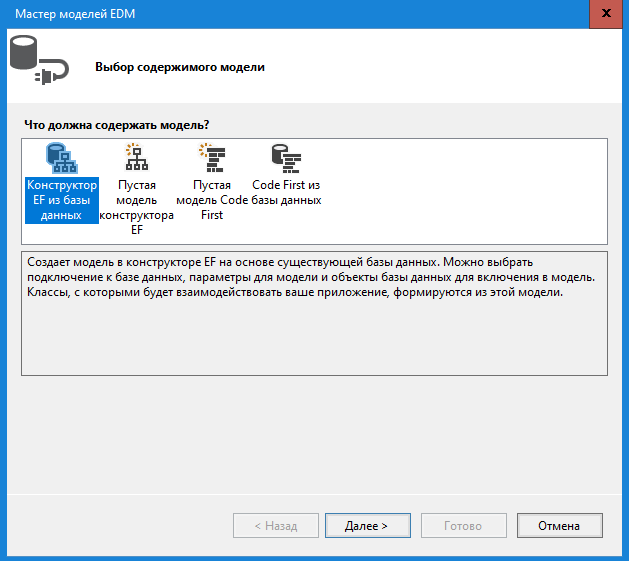 Мастер моделей EDM
x
Выбор содержимого модели
Что должна содержать модель?
Конструктор
EF из базы
данных
Пустая
модель
конструктора
EF
Пустая
модель Code
First
Code First из
базы данных
Создает модель в конструкторе EF на основе существующей базы данных. Можно выбрать
подключение к базе данных, параметры для модели и объекты базы данных для включения в модель.
Классы, с которыми будет взаимодействовать ваше приложение, формируются из этой модели.
< Назад
Далее >
Готово
Отмена